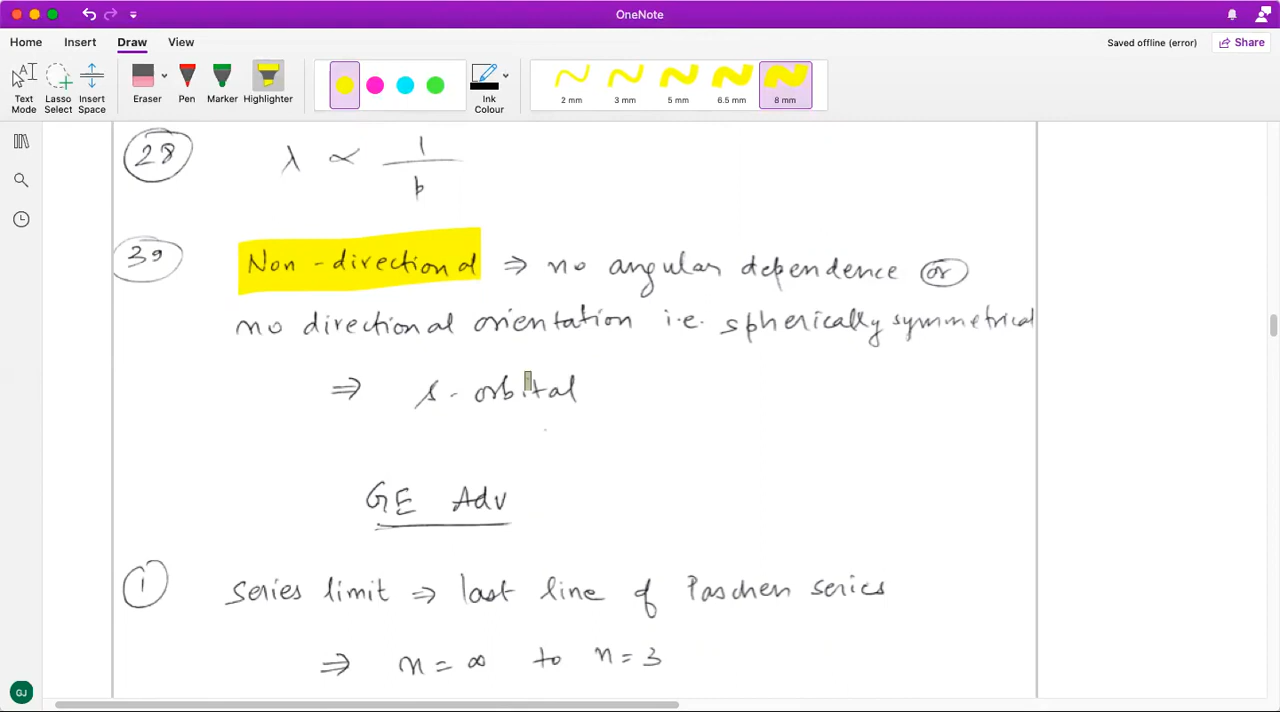 OneNote
Home Insert Draw View
Saved offline (error) Share
Text Mode Lasso Select Insert Space Eraser Pen Marker Highlighter Ink Colour 2 mm 3 mm 5 mm 6.5 mm 8 mm
28 λ ∝ 1/p
39 Non-directional ⇒ no angular dependence or
no directional orientation i.e. spherically symmetrical
⇒ s-orbital
GE Adv
1 Series limit ⇒ last line of Paschen series
⇒ n = ∞ to n = 3
GJ